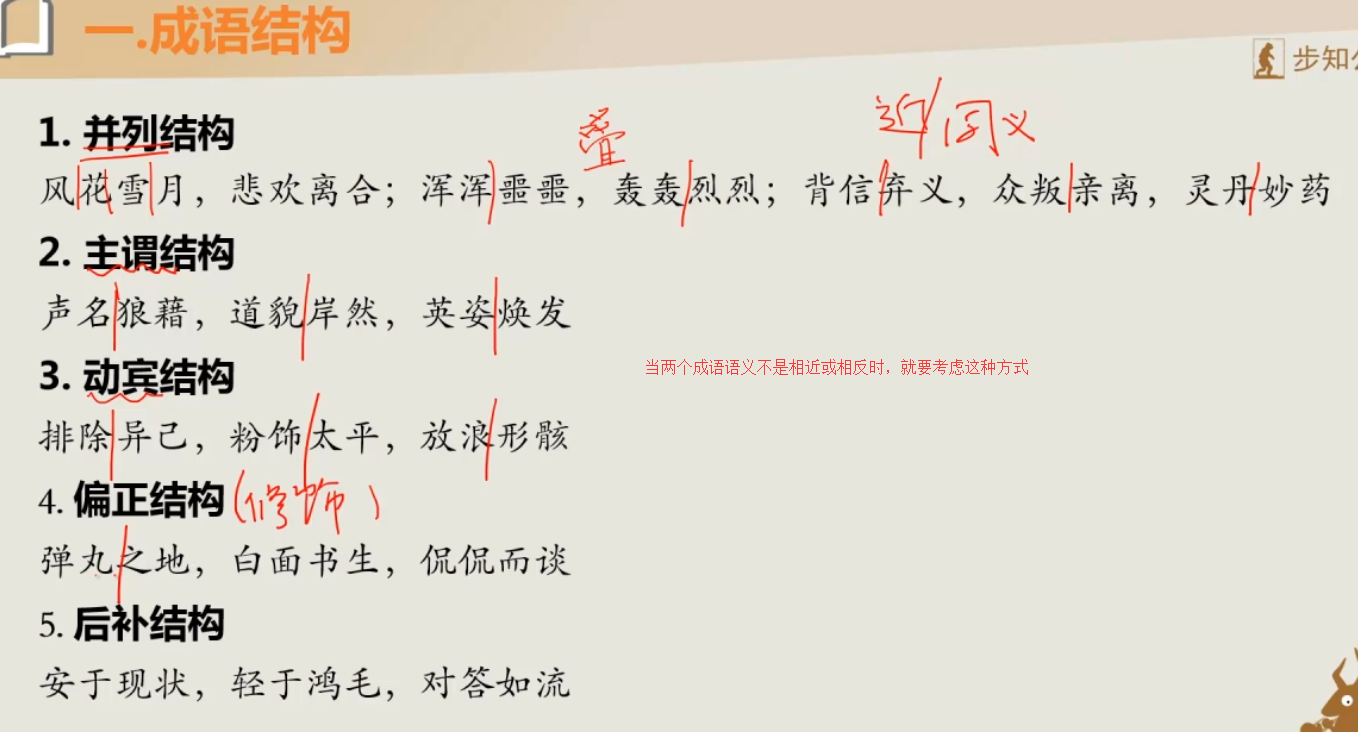 一.成语结构
步知
1. 并列结构
叠
近/同义
风花雪月，悲欢离合；浑浑噩噩，轰轰烈烈；背信弃义，众叛亲离，灵丹妙药
2. 主谓结构
声名狼藉，道貌岸然，英姿焕发
3. 动宾结构
当两个成语语义不是相近或相反时，就要考虑这种方式
排除异己，粉饰太平，放浪形骸
4. 偏正结构（修饰）
弹丸之地，白面书生，侃侃而谈
5. 后补结构
安于现状，轻于鸿毛，对答如流